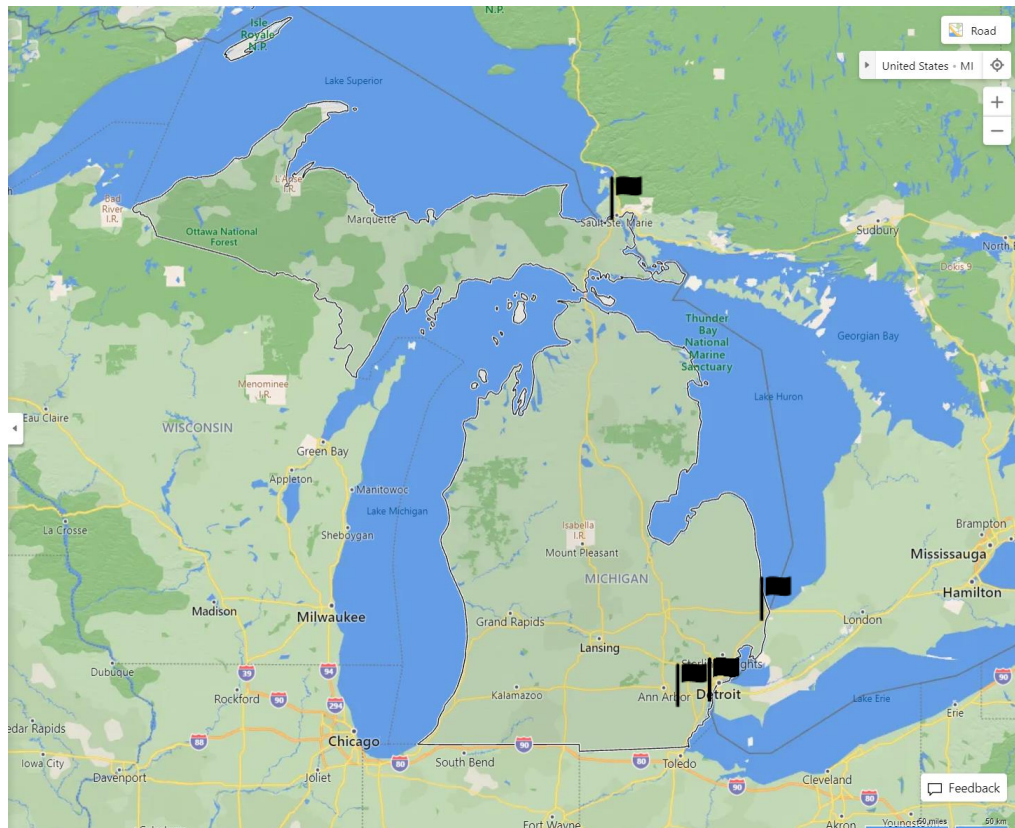 Isle
Royale
N.P.
N.P.
Road
United States • MI
Lake Superior
L'Anse
I.R.
Bad
River
I.R.
Marquette
Ottawa National
Forest
Sault Ste. Marie
Sudbury
North B
Dokis 9
Thunder
Bay
National
Marine
Sanctuary
Georgian Bay
Lake Huron
Menominee
I.R.
Eau Claire
WISCONSIN
Green Bay
Appleton
Manitowoc
Lake Michigan
Sheboygan
La Crosse
Isabella
I.R.
Mount Pleasant
MICHIGAN
Brampton
Mississauga
Hamilton
Madison
Milwaukee
Grand Rapids
Lansing
London
Dubuque
39
94
Rockford
90
294
Kalamazoo
Ann Arbor
Detroit
Lake Erie
90
Erie
edar Rapids
88
Chicago
80
90
80
Iowa City
South Bend
Toledo
Davenport
Joliet
90
Cleveland
80
Feedback
Fort Wayne
Akron
50 miles
50 km